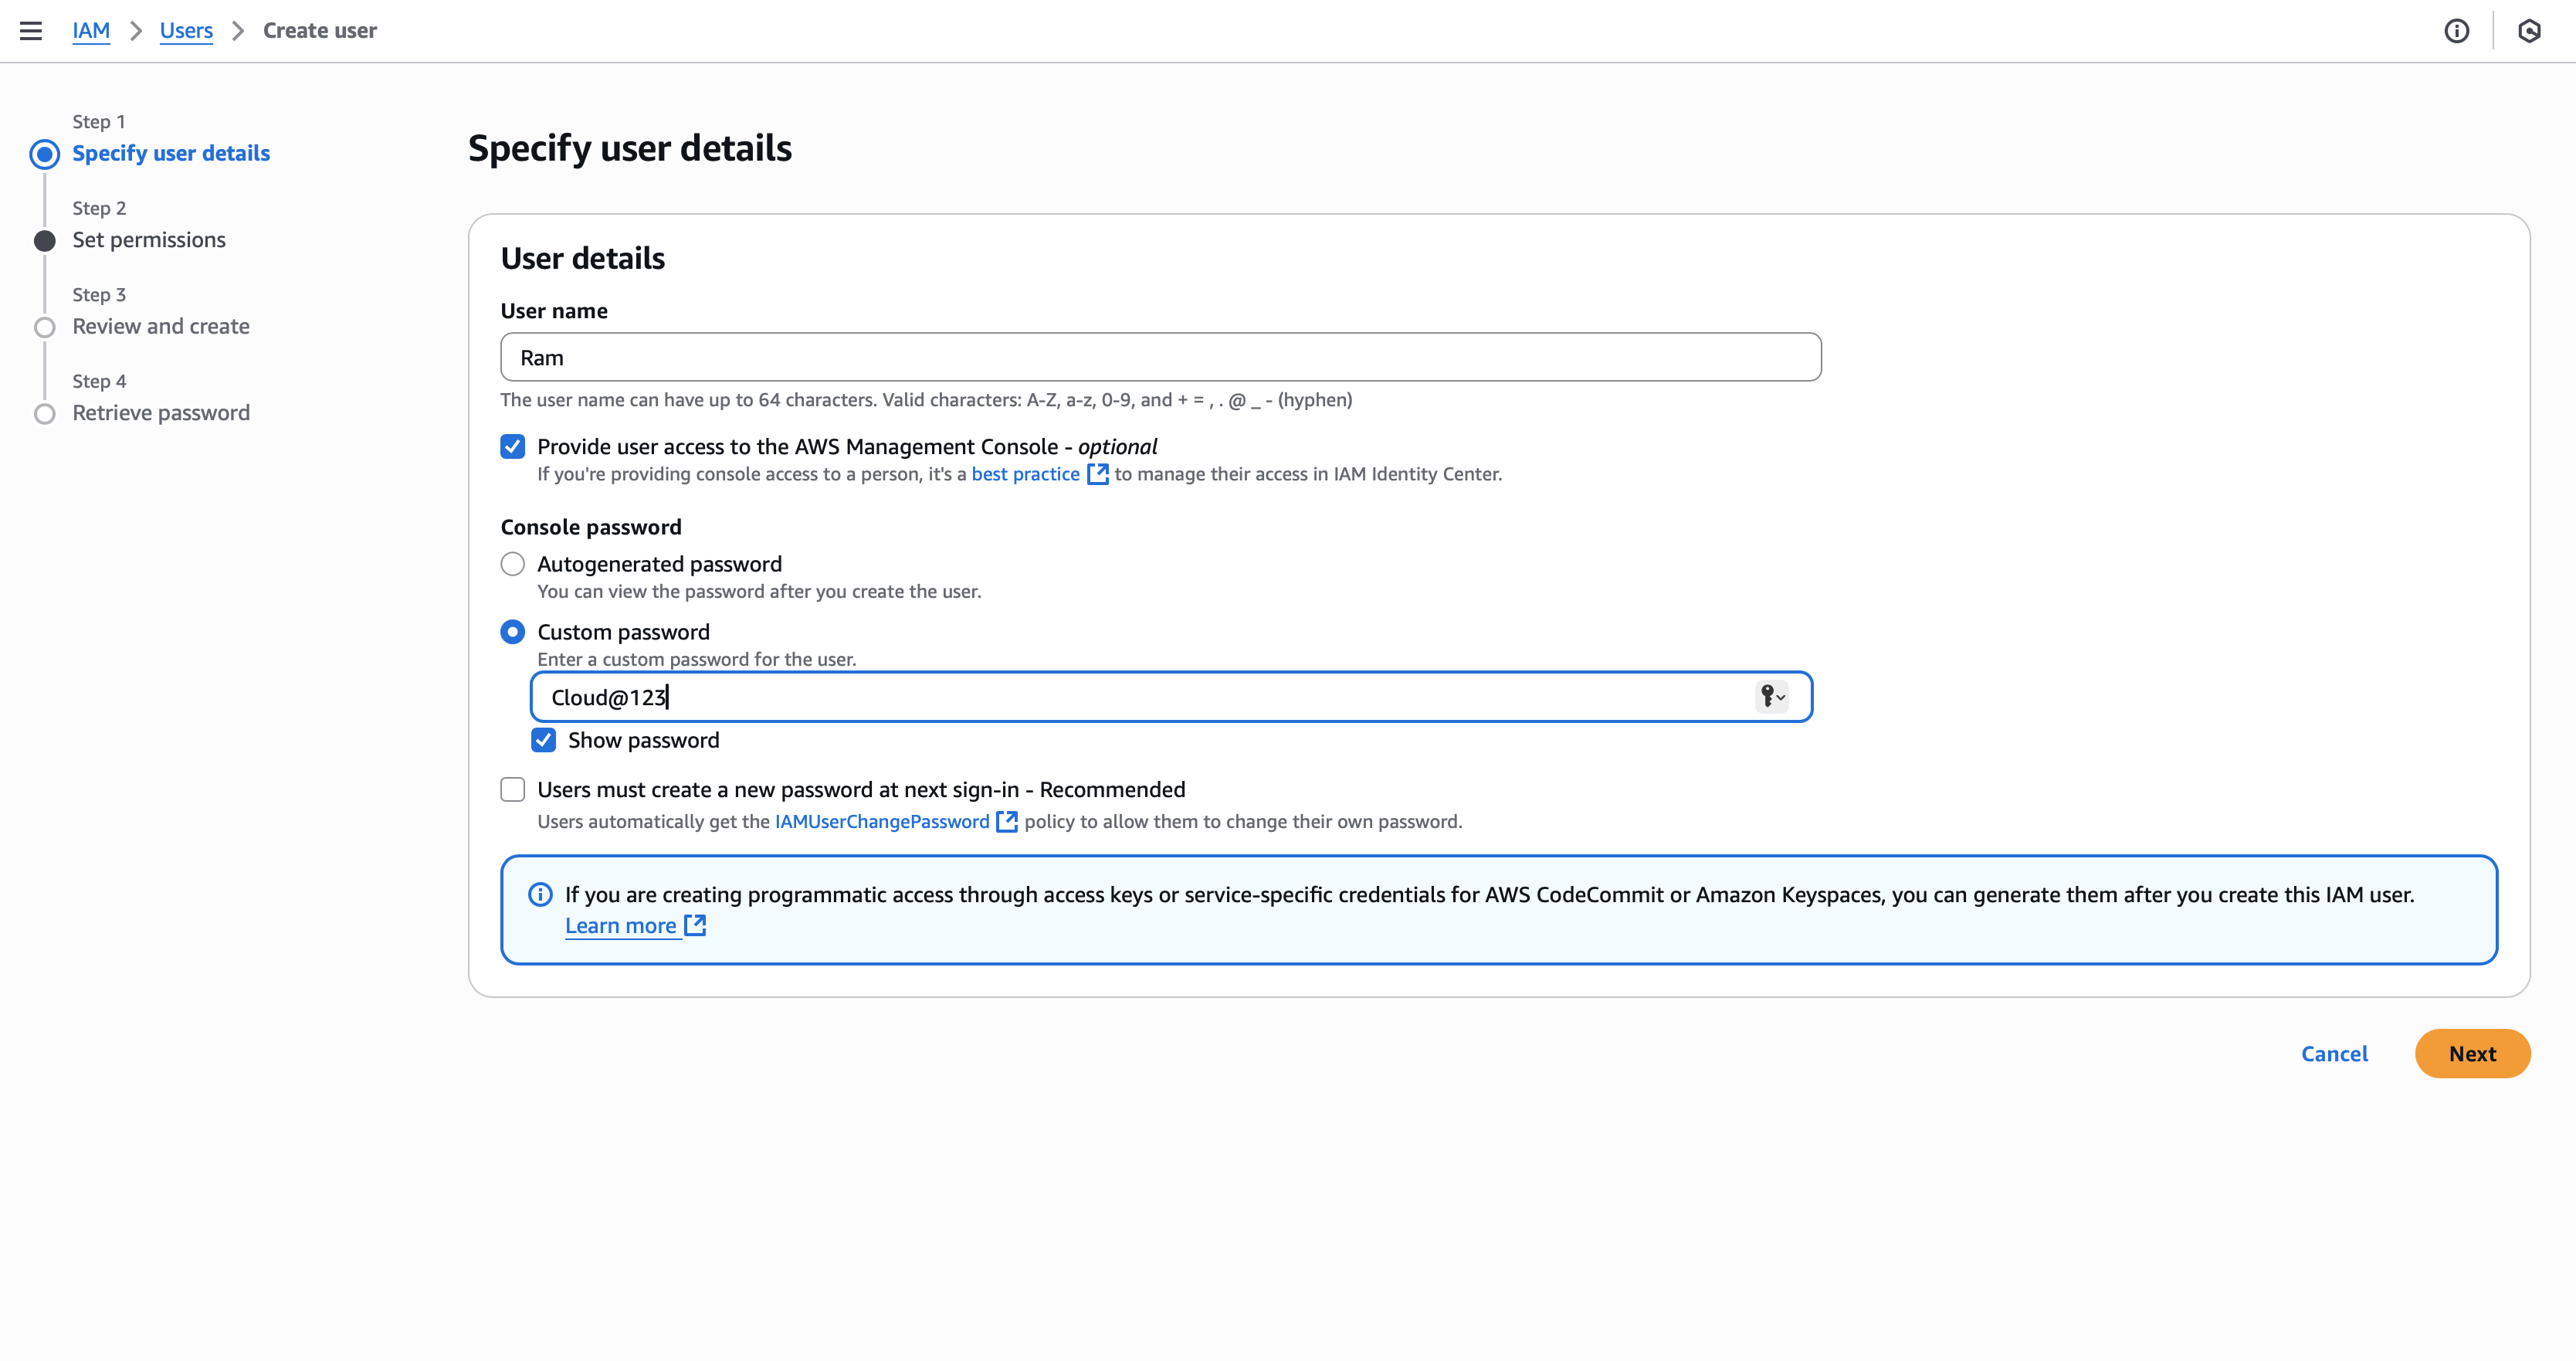 IAM > Users > Create user
Step 1
Specify user details
Step 2
Set permissions
Step 3
Review and create
Step 4
Retrieve password
Specify user details
User details
User name
Ram
The user name can have up to 64 characters. Valid characters: A-Z, a-z, 0-9, and + = , . @ _ - (hyphen)
Provide user access to the AWS Management Console - optional
If you're providing console access to a person, it's a best practice to manage their access in IAM Identity Center.
Console password
Autogenerated password
You can view the password after you create the user.
Custom password
Enter a custom password for the user.
Cloud@123
Show password
Users must create a new password at next sign-in - Recommended
Users automatically get the IAMUserChangePassword policy to allow them to change their own password.
If you are creating programmatic access through access keys or service-specific credentials for AWS CodeCommit or Amazon Keyspaces, you can generate them after you create this IAM user.
Learn more
Cancel
Next